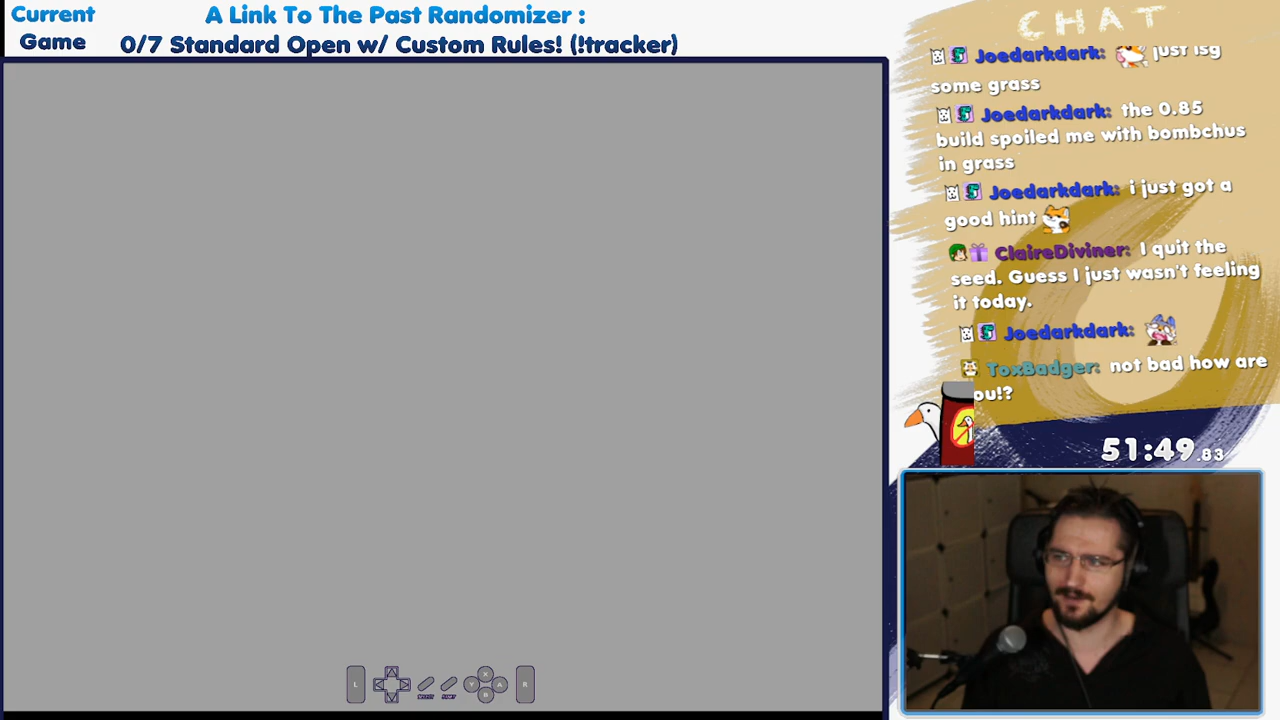 Current
Game
A Link To The Past Randomizer :
0/7 Standard Open w/ Custom Rules! (!tracker)
CHAT
Joedarkdark: just lsg
some grass
Joedarkdark: the 0.85
build spoiled me with bombchus
in grass
Joedarkdark: i just got a
good hint
ClaireDiviner: I quit the
seed. Guess I just wasn't feeling
it today.
Joedarkdark:
ToxBadger: not bad how are
ou!?
51:49.83
L
X
Y
A
B
R